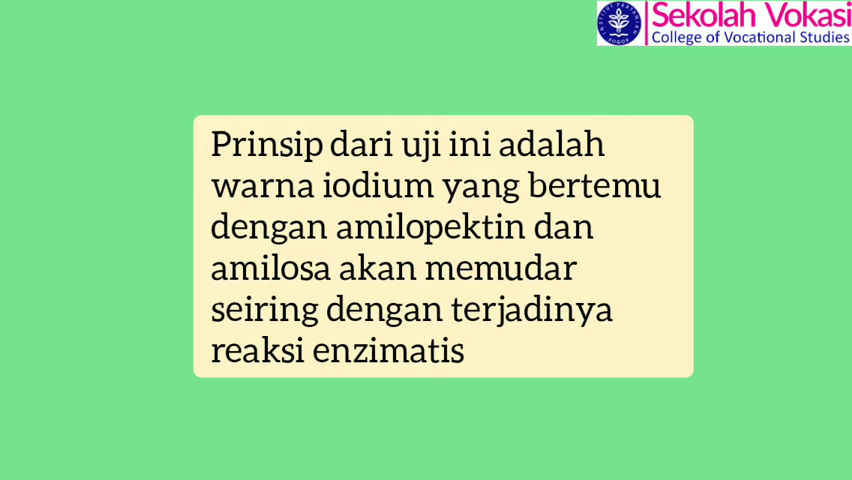 Sekolah Vokasi
College of Vocational Studies
Prinsip dari uji ini adalah
warna iodium yang bertemu
dengan amilopektin dan
amilosa akan memudar
seiring dengan terjadinya
reaksi enzimatis